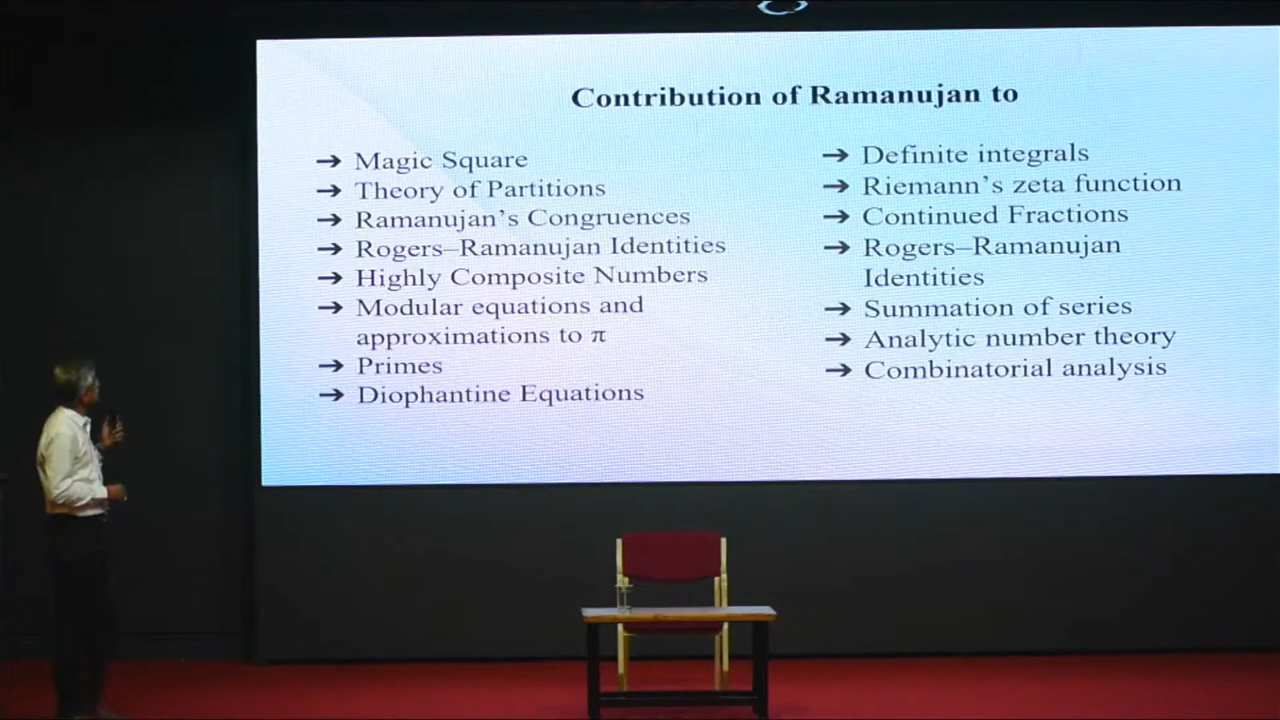 Contribution of Ramanujan to
➔ Magic Square
➔ Theory of Partitions
➔ Ramanujan's Congruences
➔ Rogers–Ramanujan Identities
➔ Highly Composite Numbers
➔ Modular equations and
approximations to π
➔ Primes
➔ Diophantine Equations
➔ Definite integrals
➔ Riemann's zeta function
➔ Continued Fractions
➔ Rogers–Ramanujan
Identities
➔ Summation of series
➔ Analytic number theory
➔ Combinatorial analysis